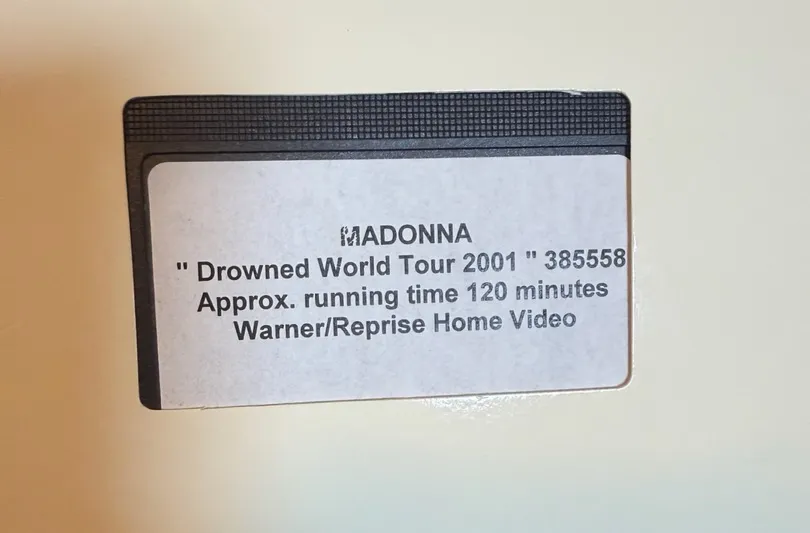 MADONNA
" Drowned World Tour 2001 " 385558
Approx. running time 120 minutes
Warner/Reprise Home Video